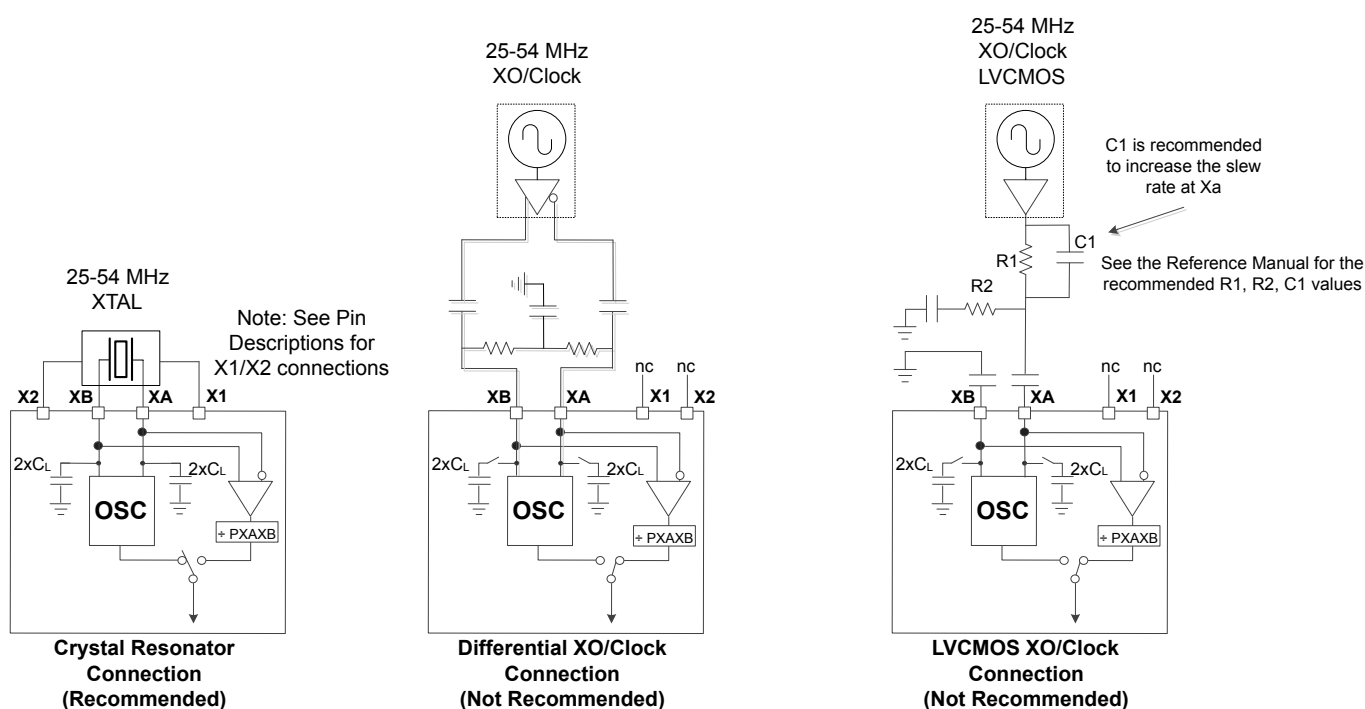 25-54 MHz
XTAL
Note: See Pin
Descriptions for
X1/X2 connections
X2
XB
XA
X1
2xCL
2xCL
OSC
÷ PXAXB
Crystal Resonator
Connection
(Recommended)
25-54 MHz
XO/Clock
nc
nc
XB
XA
X1
X2
2xCL
2xCL
OSC
÷ PXAXB
Differential XO/Clock
Connection
(Not Recommended)
25-54 MHz
XO/Clock
LVCMOS
C1 is recommended
to increase the slew
rate at Xa
C1
R1
See the Reference Manual for the
recommended R1, R2, C1 values
R2
nc
nc
XB
XA
X1
X2
2xCL
2xCL
OSC
÷ PXAXB
LVCMOS XO/Clock
Connection
(Not Recommended)